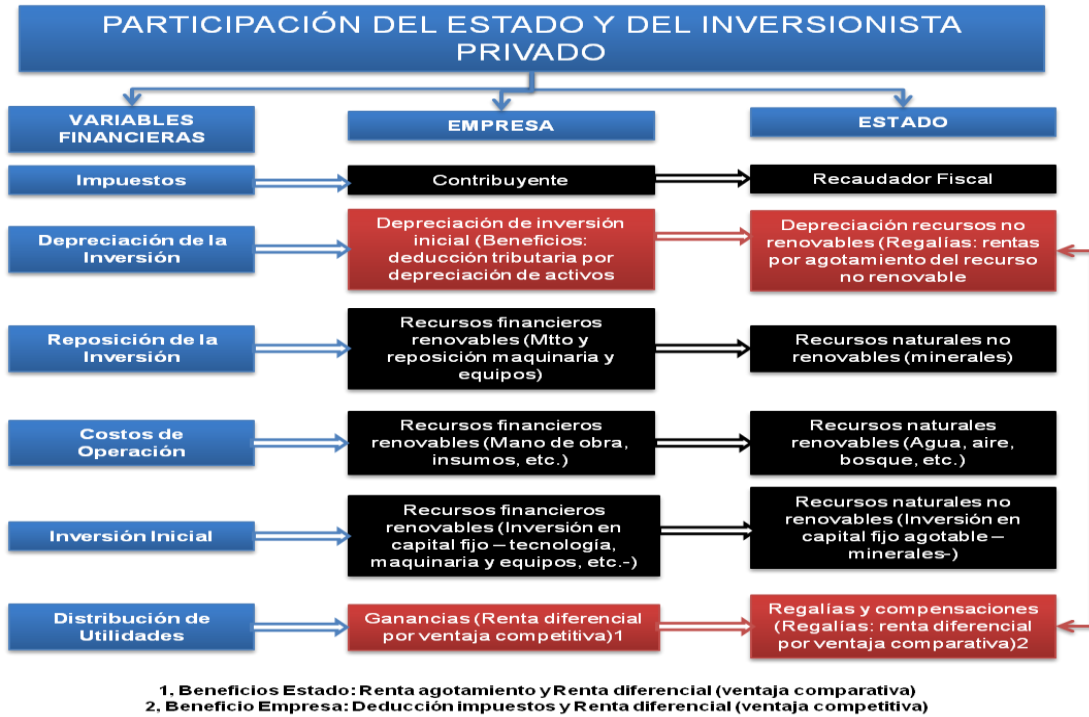 PARTICIPACIÓN DEL ESTADO Y DEL INVERSIONISTA
PRIVADO
VARIABLES
FINANCIERAS
EMPRESA
ESTADO
Impuestos
Contribuyente
Recaudador Fiscal
Depreciación de la
Inversión
Depreciación de inversión
inicial (Beneficios:
deducción tributaria por
depreciación de activos
Depreciación recursos no
renovables (Regalías: rentas
por agotamiento del recurso
no renovable
Reposición de la
Inversión
Recursos financieros
renovables (Mtto y
reposición maquinaria y
equipos)
Recursos naturales no
renovables (minerales)
Costos de
Operación
Recursos financieros
renovables (Mano de obra,
insumos, etc.)
Recursos naturales
renovables (Agua, aire,
bosque, etc.)
Inversión Inicial
Recursos financieros
renovables (Inversión en
capital fijo – tecnología,
maquinaria y equipos, etc.-)
Recursos naturales no
renovables (Inversión en
capital fijo agotable –
minerales-)
Distribución de
Utilidades
Ganancias (Renta diferencial
por ventaja competitiva)1
Regalías y compensaciones
(Regalías: renta diferencial
por ventaja comparativa)2
1, Beneficios Estado: Renta agotamiento y Renta diferencial (ventaja comparativa)
2, Beneficio Empresa: Deducción impuestos y Renta diferencial (ventaja competitiva)